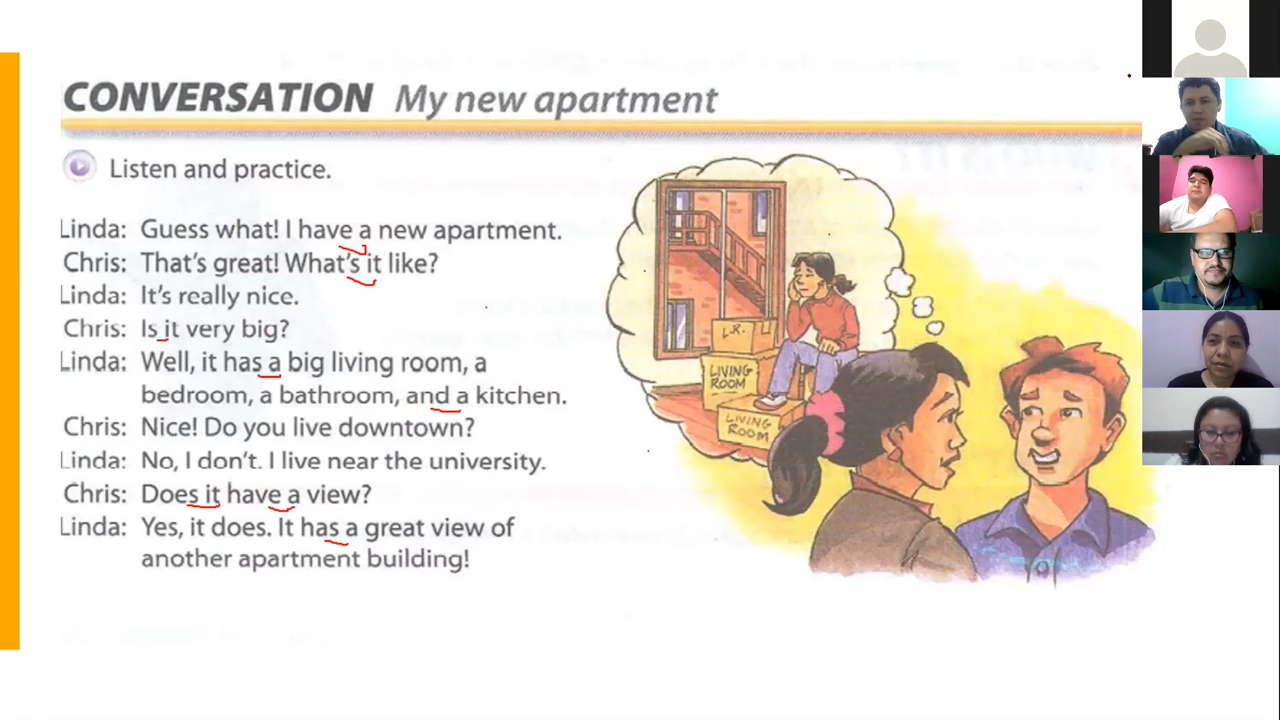 CONVERSATION My new apartment
Listen and practice.
Linda: Guess what! I have a new apartment.
Chris: That's great! What's it like?
Linda: It's really nice.
Chris: Is it very big?
Linda: Well, it has a big living room, a
bedroom, a bathroom, and a kitchen.
Chris: Nice! Do you live downtown?
Linda: No, I don't. I live near the university.
Chris: Does it have a view?
Linda: Yes, it does. It has a great view of
another apartment building!
L.R.
LIVING
ROOM
LIVING
ROOM